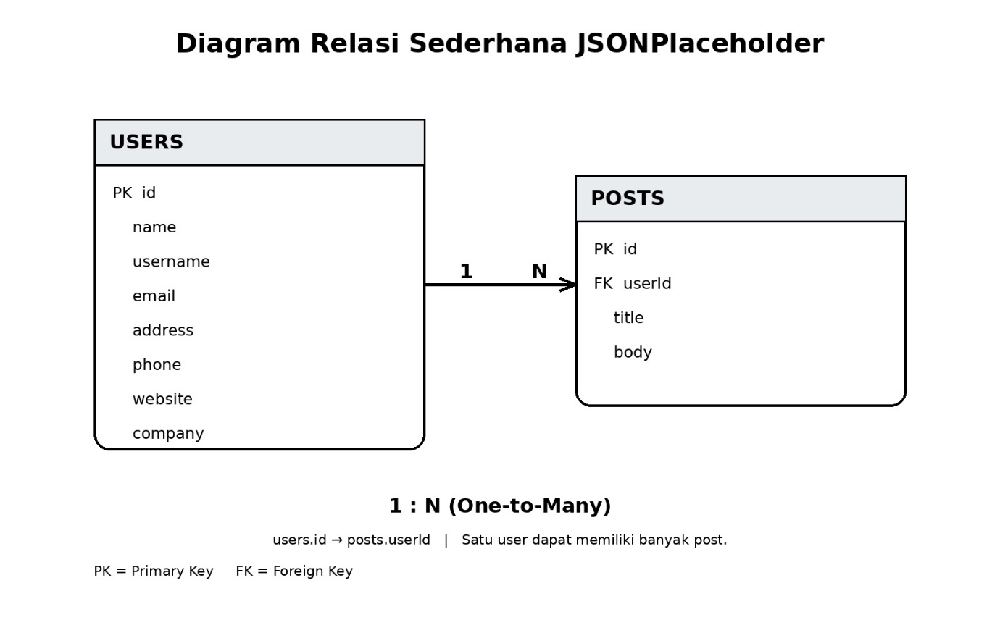 Diagram Relasi Sederhana JSONPlaceholder
USERS
PK id
name
username
email
address
phone
website
company
1 N
POSTS
PK id
FK userId
title
body
1 : N (One-to-Many)
users.id → posts.userId | Satu user dapat memiliki banyak post.
PK = Primary Key FK = Foreign Key